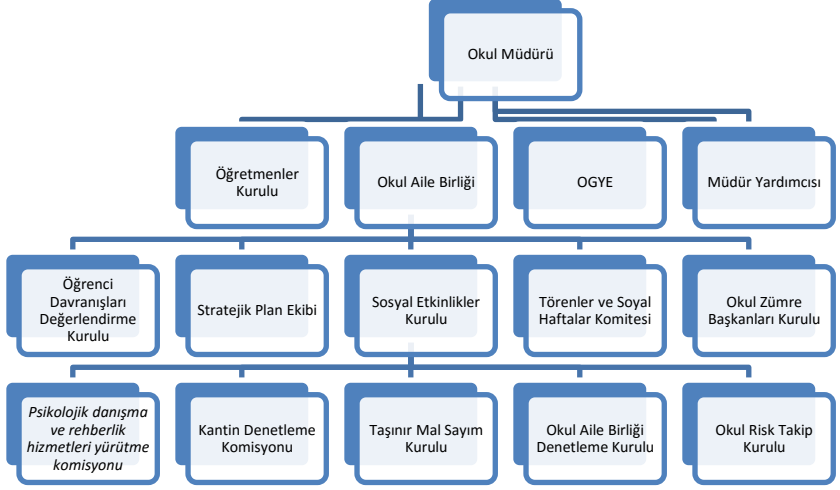 Okul Müdürü
Öğretmenler
Kurulu
Okul Aile Birliği
OGYE
Müdür Yardımcısı
Öğrenci
Davranışları
Değerlendirme
Kurulu
Stratejik Plan Ekibi
Sosyal Etkinlikler
Kurulu
Törenler ve Soyal
Haftalar Komitesi
Okul Zümre
Başkanları Kurulu
Psikolojik danışma
ve rehberlik
hizmetleri yürütme
komisyonu
Kantin Denetleme
Komisyonu
Taşınır Mal Sayım
Kurulu
Okul Aile Birliği
Denetleme Kurulu
Okul Risk Takip
Kurulu